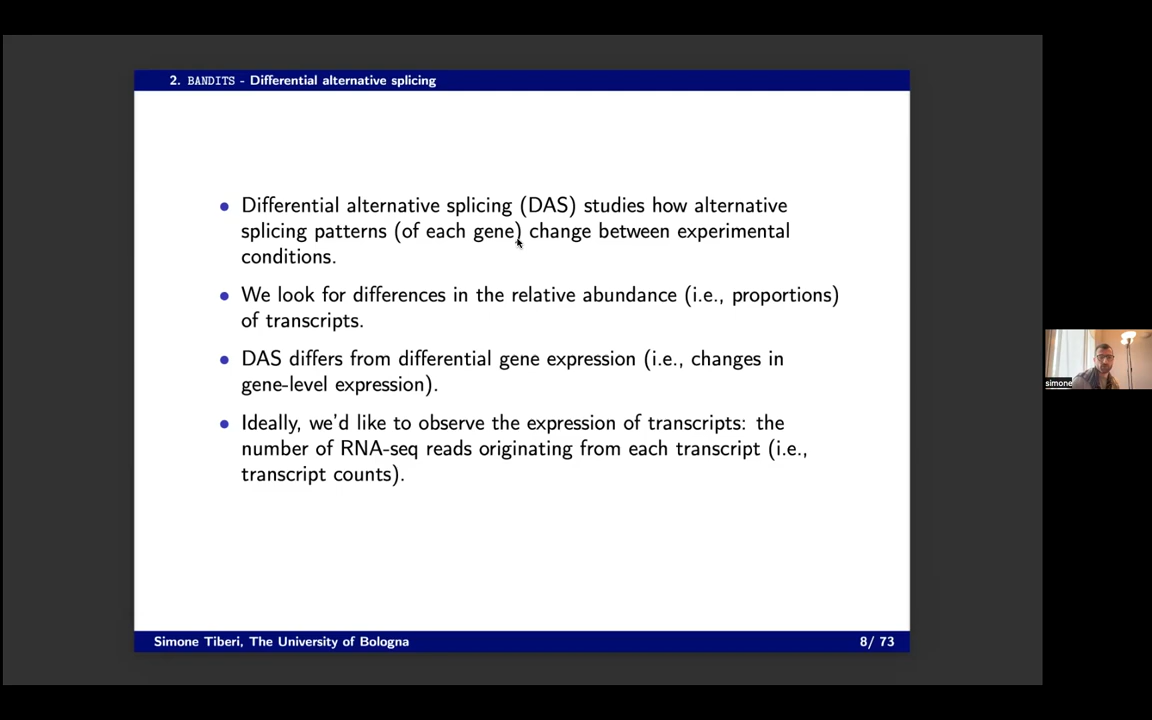 2. BANDITS - Differential alternative splicing
• Differential alternative splicing (DAS) studies how alternative
splicing patterns (of each gene) change between experimental
conditions.
• We look for differences in the relative abundance (i.e., proportions)
of transcripts.
• DAS differs from differential gene expression (i.e., changes in
gene-level expression).
• Ideally, we'd like to observe the expression of transcripts: the
number of RNA-seq reads originating from each transcript (i.e.,
transcript counts).
simone
Simone Tiberi, The University of Bologna
8/ 73